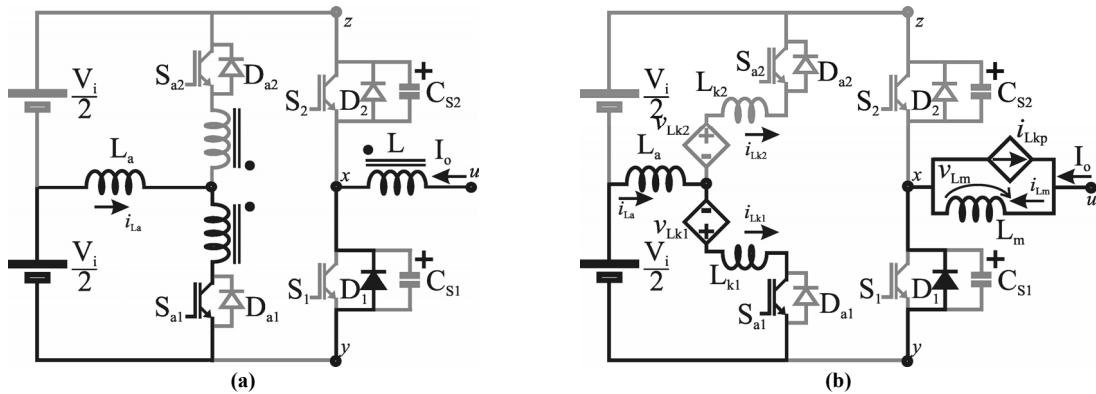 z
S_a2 D_a2
V_i/2
S_2 D_2 + C_S2
L_a
i_La
x
L
I_o
u
V_i/2
S_a1 D_a1
S_1 D_1 + C_S1
y
(a)
z
S_a2 D_a2
V_i/2
L_k2
S_2 D_2 + C_S2
v_Lk2 + -
i_Lk2
L_a
i_La
x
i_Lkp
I_o
v_Lm
i_Lm
u
L_m
v_Lk1 - +
i_Lk1
V_i/2
L_k1
S_a1 D_a1
S_1 D_1 + C_S1
y
(b)